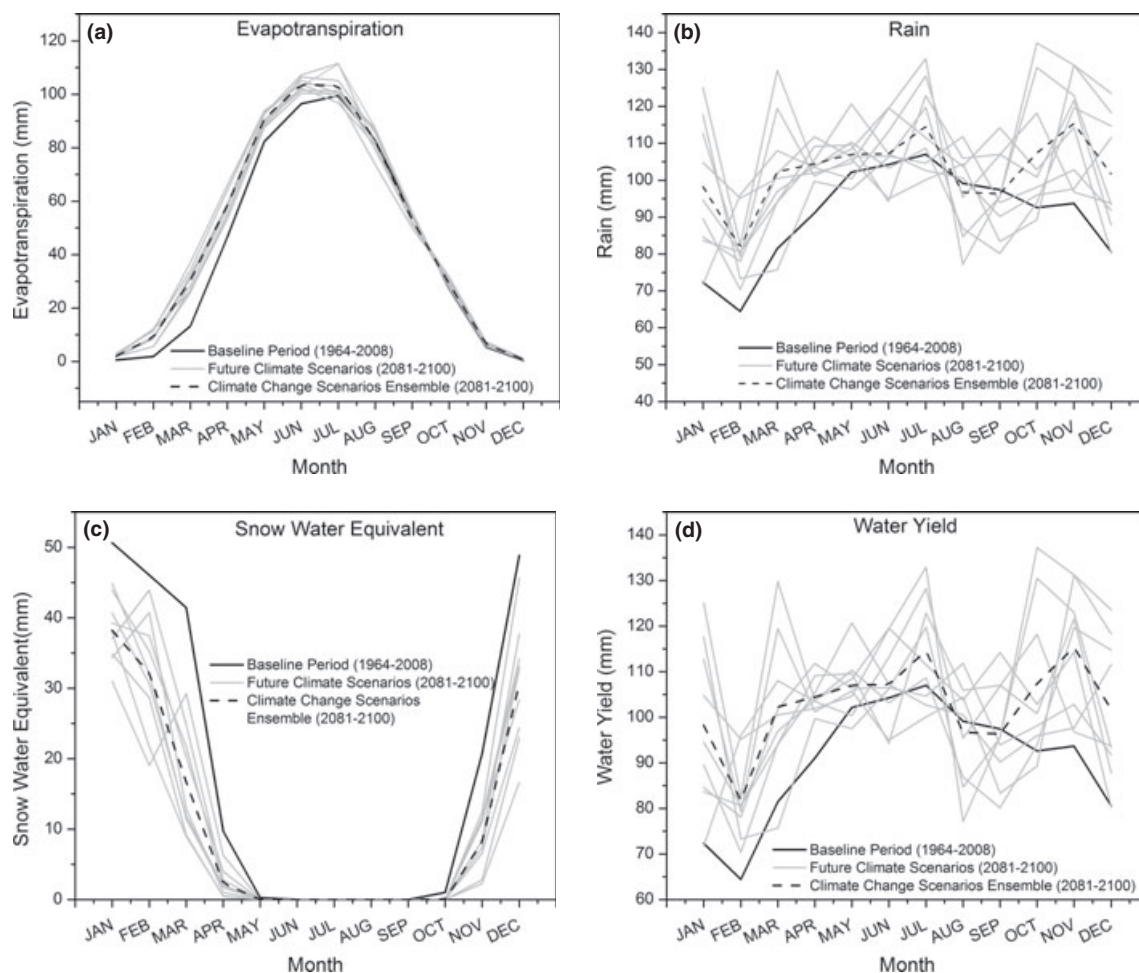 (a)
Evapotranspiration
Evapotranspiration (mm)
120
100
80
60
40
20
0
Baseline Period (1964-2008)
Future Climate Scenarios (2081-2100)
Climate Change Scenarios Ensemble (2081-2100)
JAN FEB MAR APR MAY JUN JUL AUG SEP OCT NOV DEC
Month
(b)
Rain
Rain (mm)
140
130
120
110
100
90
80
70
60
50
40
Baseline Period (1964-2008)
Future Climate Scenarios (2081-2100)
Climate Change Scenarios Ensemble (2081-2100)
JAN FEB MAR APR MAY JUN JUL AUG SEP OCT NOV DEC
Month
(c)
Snow Water Equivalent
Snow Water Equivalent(mm)
50
40
30
20
10
0
Baseline Period (1964-2008)
Future Climate Scenarios (2081-2100)
Climate Change Scenarios
Ensemble (2081-2100)
JAN FEB MAR APR MAY JUN JUL AUG SEP OCT NOV DEC
Month
(d)
Water Yield
Water Yield (mm)
140
130
120
110
100
90
80
70
60
Baseline Period (1964-2008)
Future Climate Scenarios (2081-2100)
Climate Change Scenarios Ensemble (2081-2100)
JAN FEB MAR APR MAY JUN JUL AUG SEP OCT NOV DEC
Month